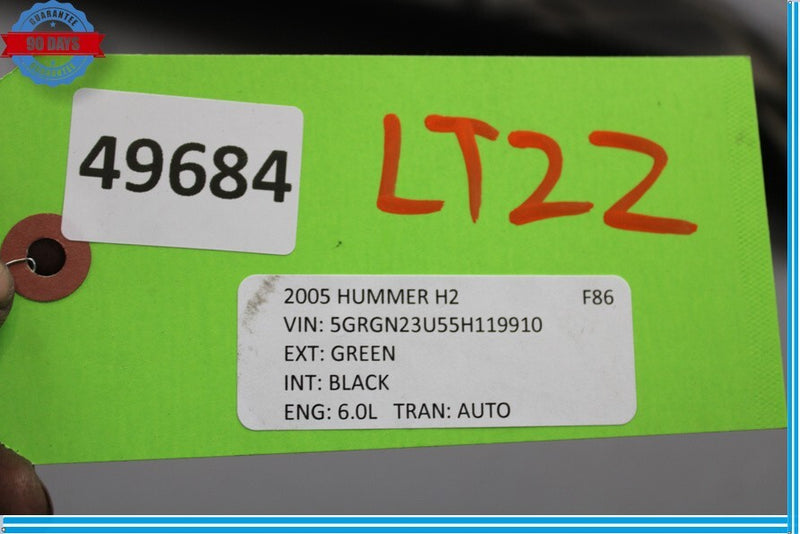 GUARANTEE
90 DAYS
GUARANTEE
49684
LT22
2005 HUMMER H2 F86
VIN: 5GRGN23U55H119910
EXT: GREEN
INT: BLACK
ENG: 6.0L TRAN: AUTO